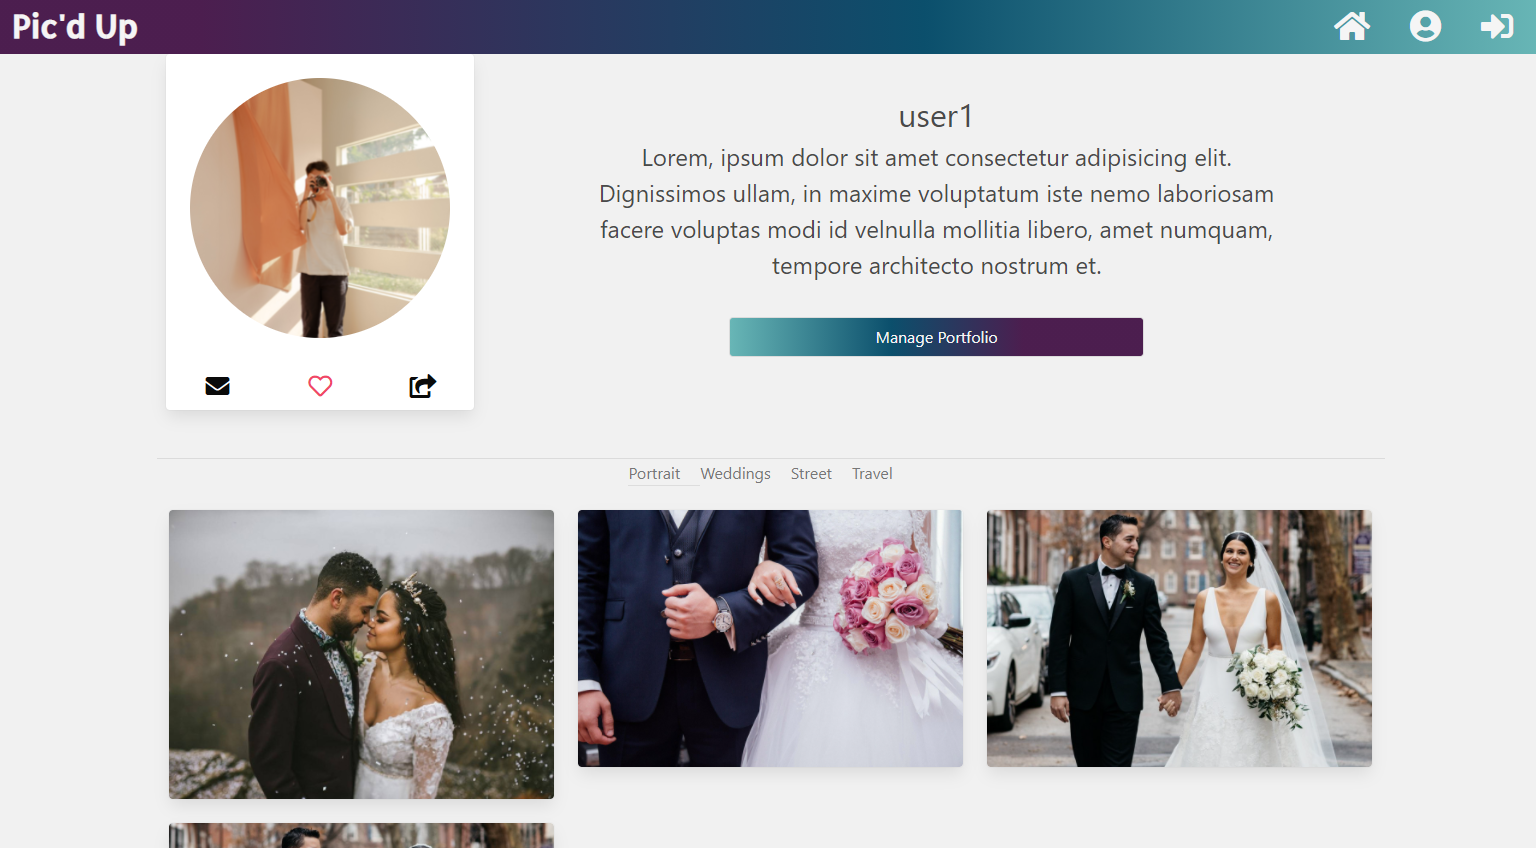 Pic'd Up
user1
Lorem, ipsum dolor sit amet consectetur adipisicing elit.
Dignissimos ullam, in maxime voluptatum iste nemo laboriosam
facere voluptas modi id velnulla mollitia libero, amet numquam,
tempore architecto nostrum et.
Manage Portfolio
Portrait Weddings Street Travel